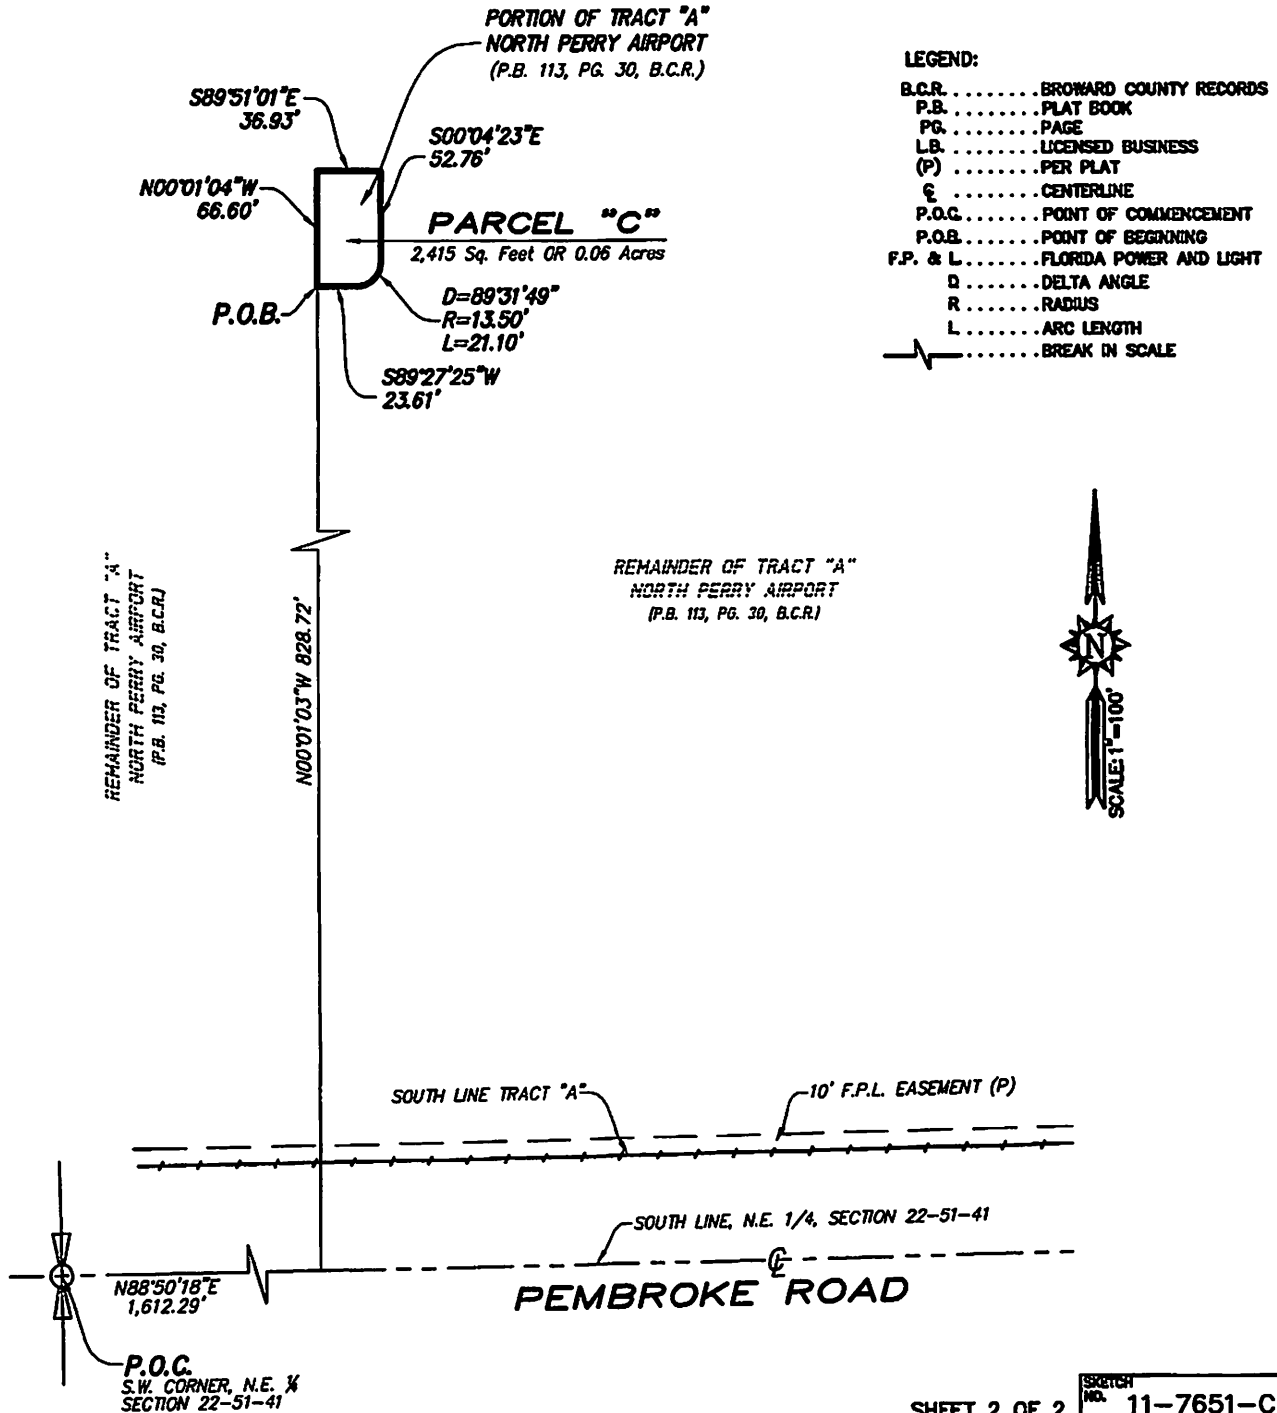 PORTION OF TRACT "A"
NORTH PERRY AIRPORT
(P.B. 113, PG. 30, B.C.R.)
S89°51'01"E
36.93'
S00°04'23"E
52.76'
N00°01'04"W
66.60'
PARCEL "C"
2,415 Sq. Feet OR 0.06 Acres
P.O.B.
D=89°31'49"
R=13.50'
L=21.10'
S89°27'25"W
23.61'
LEGEND:
B.C.R.........BROWARD COUNTY RECORDS
P.B. ........PLAT BOOK
PG. ........PAGE
L.B. ........LICENSED BUSINESS
(P) .......PER PLAT
℄ .......CENTERLINE
P.O.C........POINT OF COMMENCEMENT
P.O.B........POINT OF BEGINNING
F.P. & L........FLORIDA POWER AND LIGHT
D .......DELTA ANGLE
R .......RADIUS
L .......ARC LENGTH
.......BREAK IN SCALE
REMAINDER OF TRACT "A"
NORTH PERRY AIRPORT
(P.B. 113, PG. 30, B.C.R.)
N00°01'03"W 828.72'
REMAINDER OF TRACT "A"
NORTH PERRY AIRPORT
(P.B. 113, PG. 30, B.C.R.)
N
SCALE: 1"=100'
SOUTH LINE TRACT "A"
10' F.P.L. EASEMENT (P)
SOUTH LINE, N.E. 1/4, SECTION 22-51-41
℄
PEMBROKE ROAD
N88°50'18"E
1,612.29'
P.O.C.
S.W. CORNER, N.E. ¼
SECTION 22-51-41
SHEET 2 OF 2
SKETCH
NO. 11-7651-C